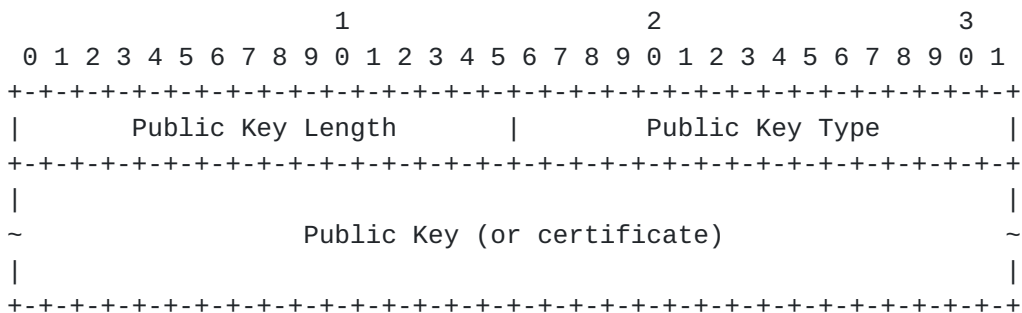 1                   2                   3
 0 1 2 3 4 5 6 7 8 9 0 1 2 3 4 5 6 7 8 9 0 1 2 3 4 5 6 7 8 9 0 1
+-+-+-+-+-+-+-+-+-+-+-+-+-+-+-+-+-+-+-+-+-+-+-+-+-+-+-+-+-+-+-+-+
|       Public Key Length       |        Public Key Type        |
+-+-+-+-+-+-+-+-+-+-+-+-+-+-+-+-+-+-+-+-+-+-+-+-+-+-+-+-+-+-+-+-+
|                                                               |
~                  Public Key (or certificate)                  ~
|                                                               |
+-+-+-+-+-+-+-+-+-+-+-+-+-+-+-+-+-+-+-+-+-+-+-+-+-+-+-+-+-+-+-+-+